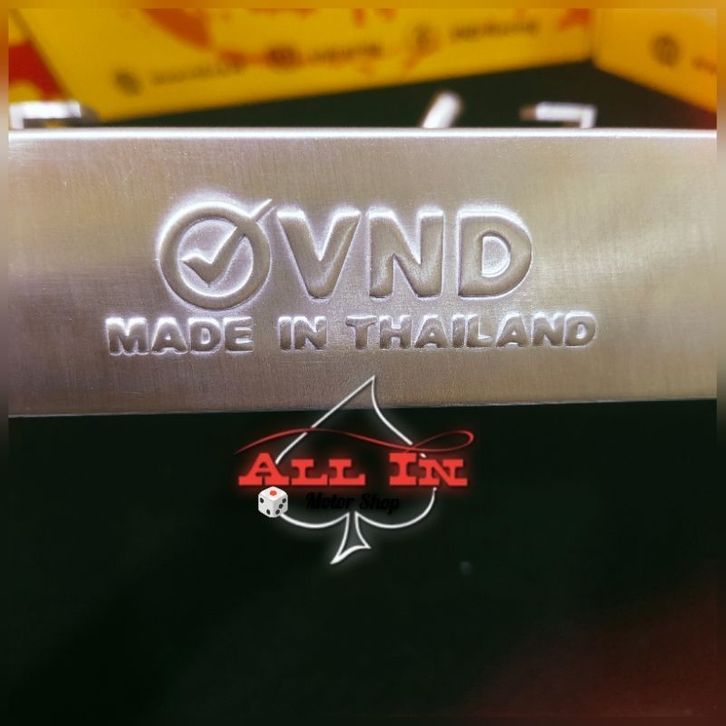 VND
MADE IN THAILAND
ALL IN
Motor Shop